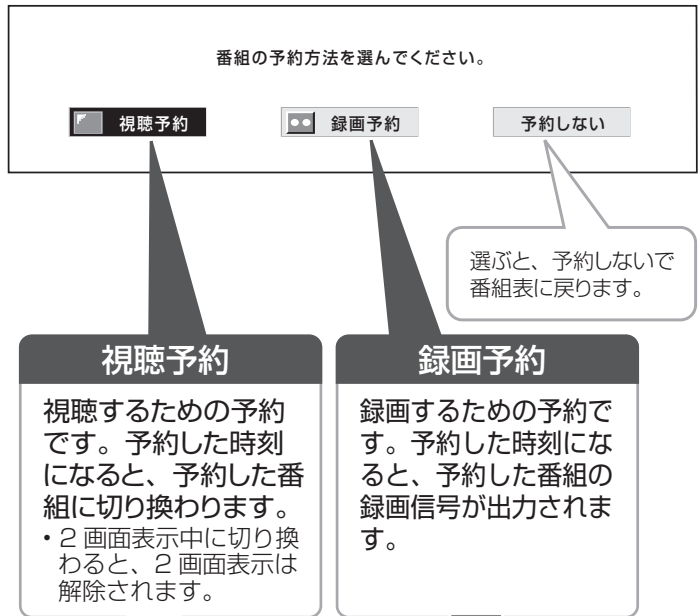 番組の予約方法を選んでください。
視聴予約
録画予約
予約しない
選ぶと、予約しないで
番組表に戻ります。
視聴予約
視聴するための予約
です。予約した時刻
になると、予約した番
組に切り換わります。
・2 画面表示中に切り換
わると、2 画面表示は
解除されます。
録画予約
録画するための予約で
す。予約した時刻にな
ると、予約した番組の
録画信号が出力されま
す。